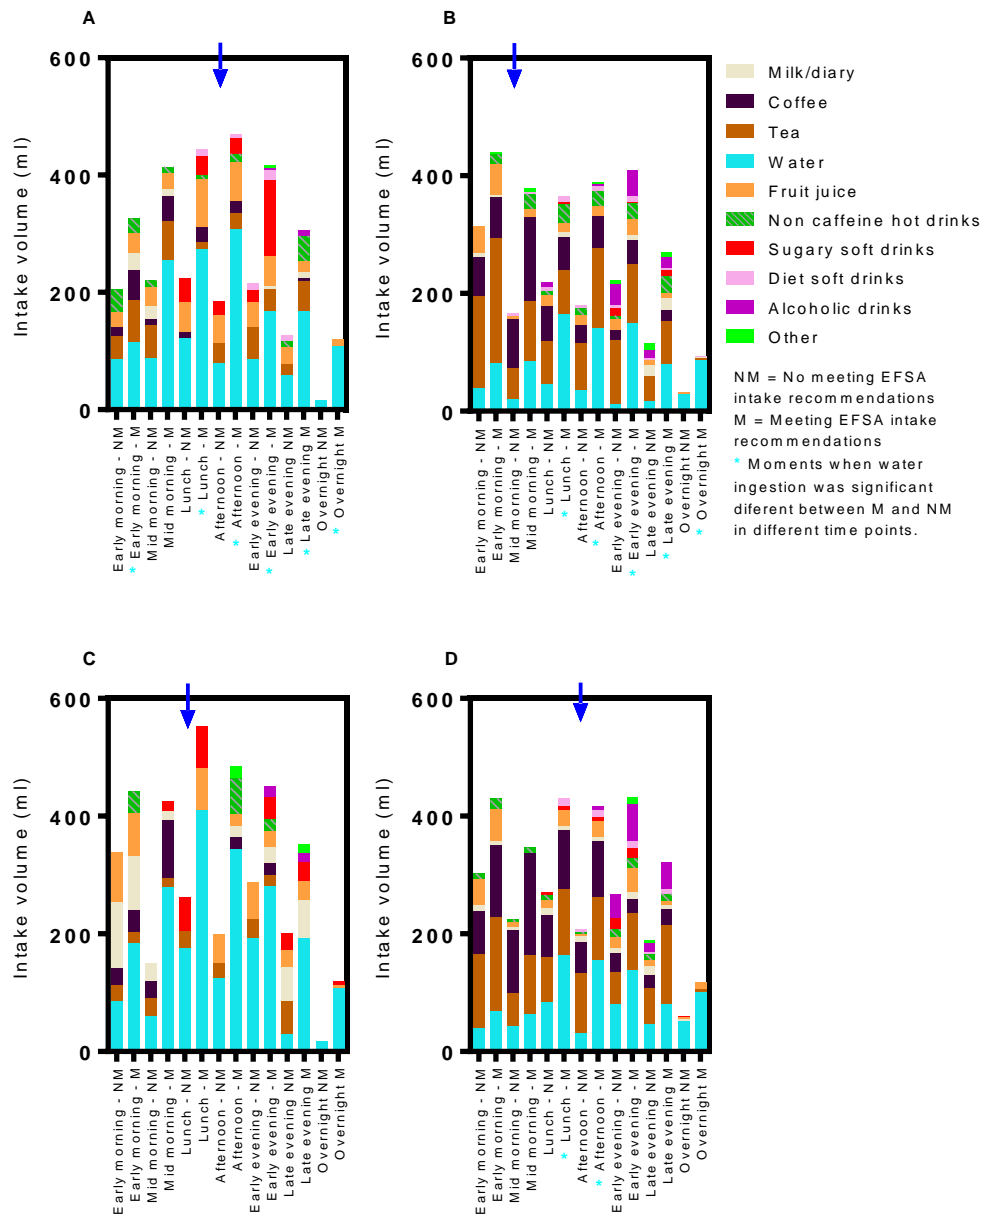 A
B
600
400
200
0
Intake volume (ml)
Early morning - NM
* Early morning - M
Mid morning - NM
Mid morning - M
Lunch - NM
* Lunch - M
Afternoon - NM
* Afternoon - M
Early evening - NM
* Early evening - M
Late evening NM
* Late evening M
Overnight NM
* Overnight M
600
400
200
0
Intake volume (ml)
Early morning - NM
Early morning - M
Mid morning - NM
Mid morning - M
Lunch - NM
* Lunch - M
Afternoon - NM
* Afternoon - M
Early evening - NM
* Early evening - M
Late evening NM
* Late evening M
Overnight NM
* Overnight M
Milk/diary
Coffee
Tea
Water
Fruit juice
Non caffeine hot drinks
Sugary soft drinks
Diet soft drinks
Alcoholic drinks
Other
NM = No meeting EFSA
intake recommendations
M = Meeting EFSA intake
recommendations
* Moments when water
ingestion was significant
diferent between M and NM
in different time points.
C
D
600
400
200
0
Intake volume (ml)
Early morning - NM
Early morning - M
Mid morning - NM
Mid morning - M
Lunch - NM
Lunch - M
Afternoon - NM
Afternoon - M
Early evening - NM
Early evening - M
Late evening NM
Late evening M
Overnight NM
Overnight M
600
400
200
0
Intake volume (ml)
Early morning - NM
Early morning - M
Mid morning - NM
Mid morning - M
Lunch - NM
* Lunch - M
Afternoon - NM
* Afternoon - M
Early evening - NM
Early evening - M
Late evening NM
Late evening M
Overnight NM
Overnight M